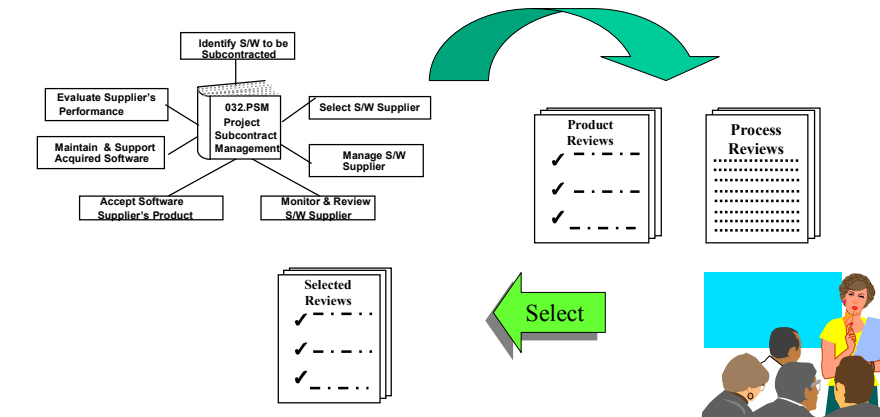 Identify S/W to be
Subcontracted
Evaluate Supplier's
Performance
032.PSM
Project
Subcontract
Management
Select S/W Supplier
Maintain & Support
Acquired Software
Manage S/W
Supplier
Accept Software
Supplier's Product
Monitor & Review
S/W Supplier
Product
Reviews
Process
Reviews
Selected
Reviews
Select